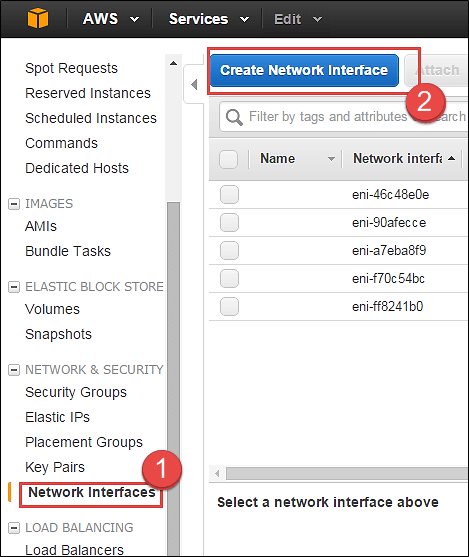 AWS Services Edit
Spot Requests
Reserved Instances
Scheduled Instances
Commands
Dedicated Hosts
IMAGES
AMIs
Bundle Tasks
ELASTIC BLOCK STORE
Volumes
Snapshots
NETWORK & SECURITY
Security Groups
Elastic IPs
Placement Groups
Key Pairs
1
Network Interfaces
LOAD BALANCING
Load Balancers
Create Network Interface Attach
2
Filter by tags and attributes or search
Name Network interfa
eni-46c48e0e
eni-90afecce
eni-a7eba8f9
eni-f70c54bc
eni-ff8241b0
Select a network interface above